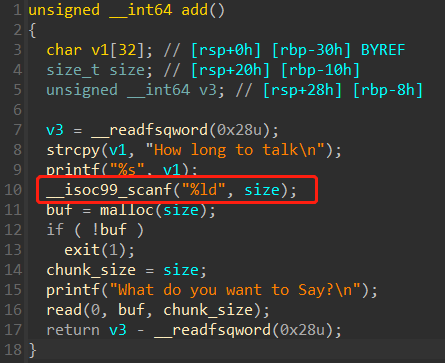 1 unsigned __int64 add()
2 {
3 char v1[32]; // [rsp+0h] [rbp-30h] BYREF
4 size_t size; // [rsp+20h] [rbp-10h]
5 unsigned __int64 v3; // [rsp+28h] [rbp-8h]
6
7 v3 = __readfsqword(0x28u);
8 strcpy(v1, "How long to talk\n");
9 printf("%s", v1);
10 __isoc99_scanf("%ld", size);
11 buf = malloc(size);
12 if ( !buf )
13 exit(1);
14 chunk_size = size;
15 printf("What do you want to Say?\n");
16 read(0, buf, chunk_size);
17 return v3 - __readfsqword(0x28u);
18 }